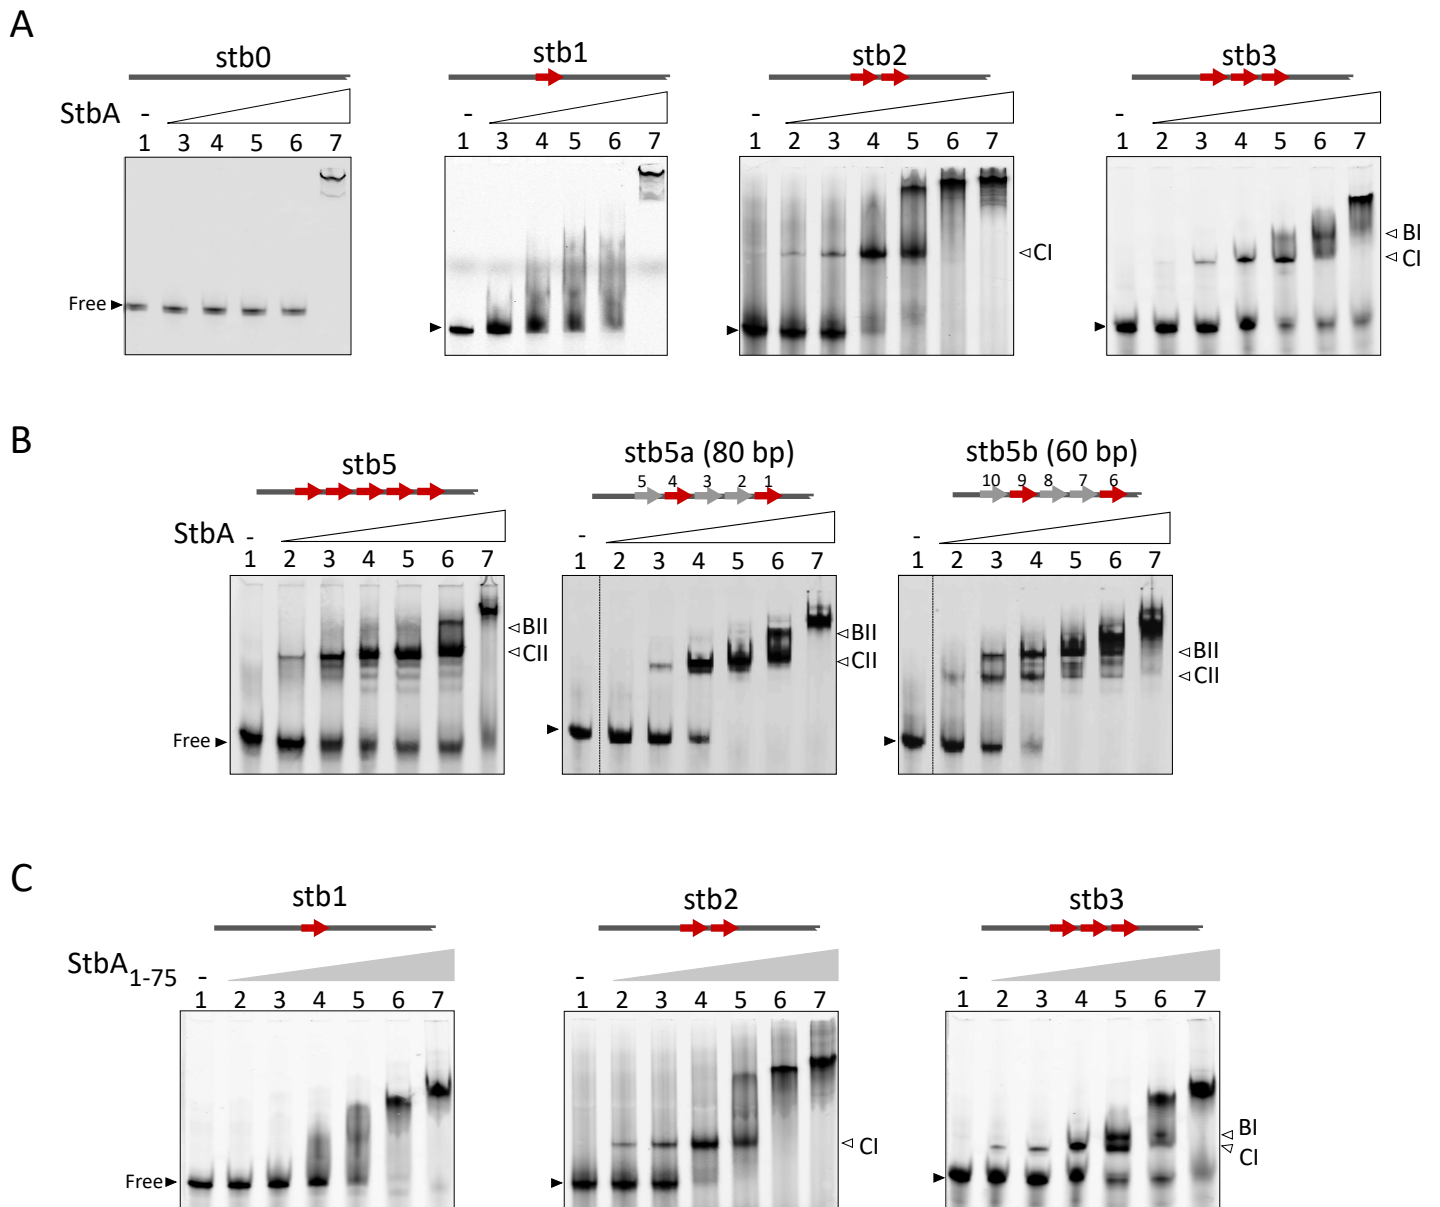 A
stb0 stb1 stb2 stb3
StbA - - - -
1 3 4 5 6 7 1 3 4 5 6 7 1 2 3 4 5 6 7 1 2 3 4 5 6 7
BI
CI CI
Free
B
stb5 stb5a (80 bp) stb5b (60 bp)
5 4 3 2 1 10 9 8 7 6
StbA - - -
1 2 3 4 5 6 7 1 2 3 4 5 6 7 1 2 3 4 5 6 7
BII BII BII
CII CII CII
Free
C
stb1 stb2 stb3
StbA1-75 - - -
1 2 3 4 5 6 7 1 2 3 4 5 6 7 1 2 3 4 5 6 7
BI
CI CI
Free